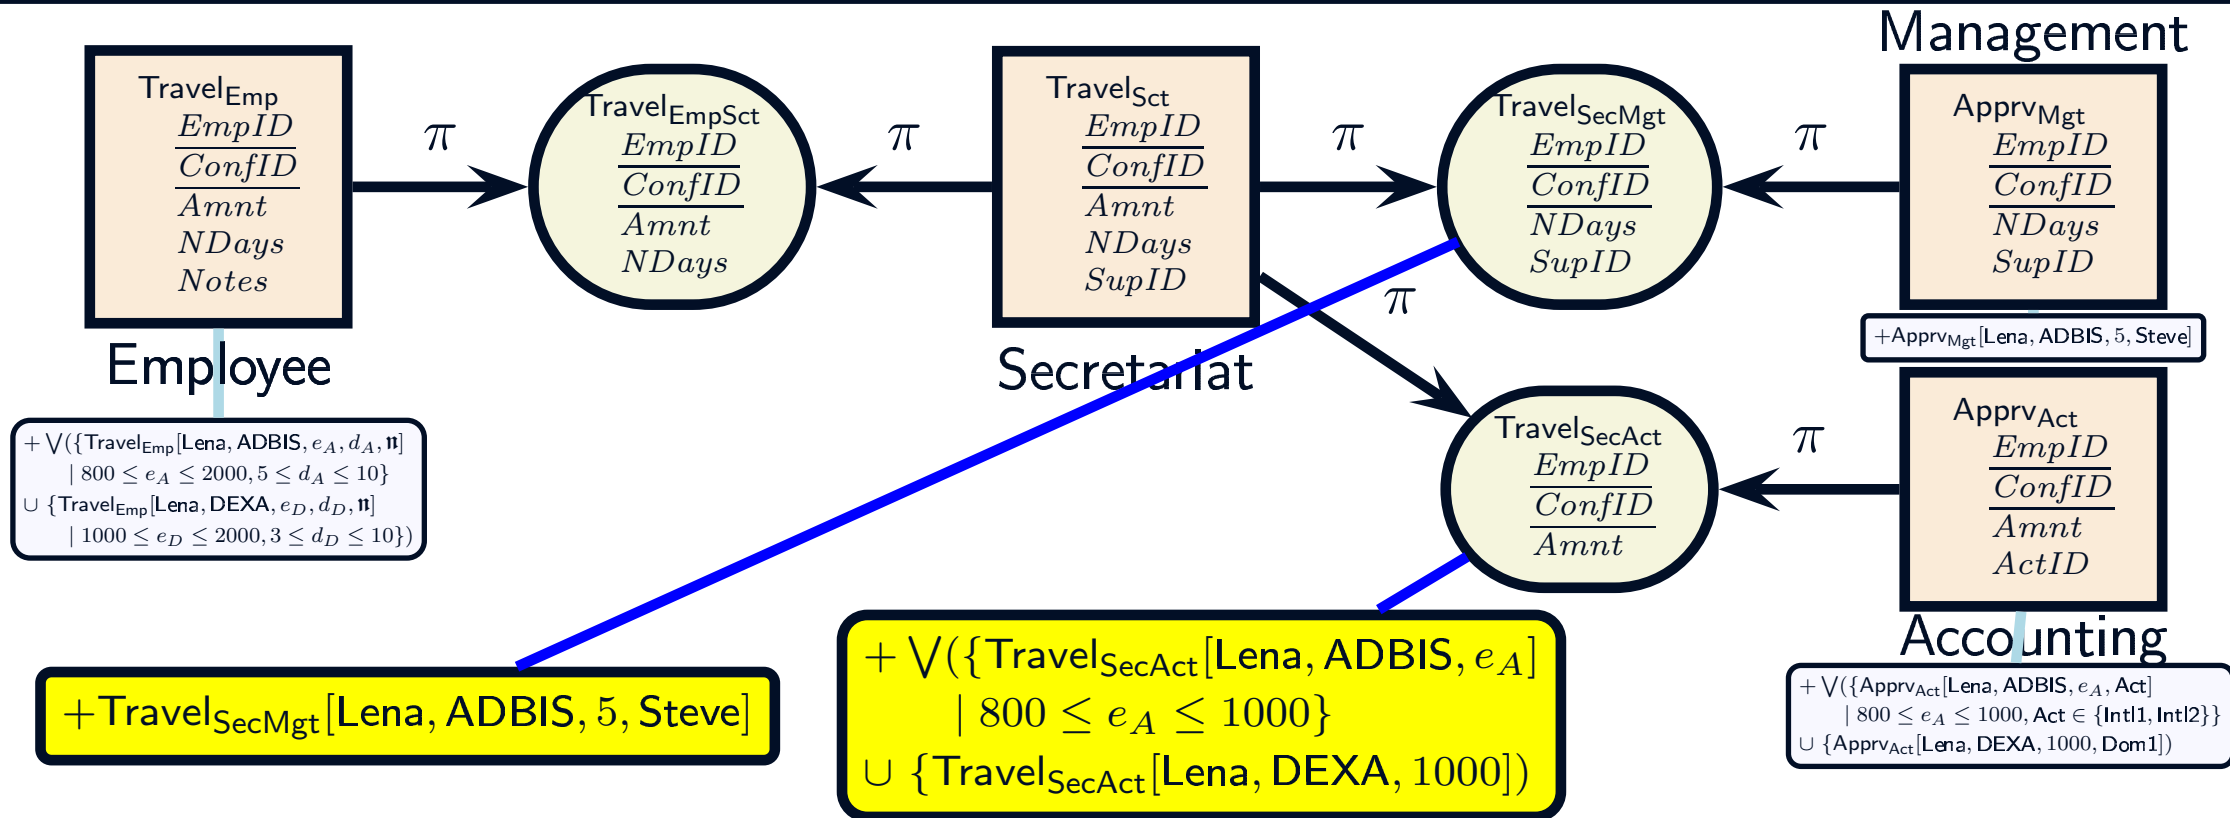 Management
Travel_Emp
EmpID
ConfID
Amnt
NDays
Notes
Employee
π
Travel_EmpSct
EmpID
ConfID
Amnt
NDays
π
Travel_Sct
EmpID
ConfID
Amnt
NDays
SupID
Secretariat
π
π
Travel_SecMgt
EmpID
ConfID
NDays
SupID
π
Apprv_Mgt
EmpID
ConfID
NDays
SupID
+Apprv_Mgt[Lena, ADBIS, 5, Steve]
Travel_SecAct
EmpID
ConfID
Amnt
π
Apprv_Act
EmpID
ConfID
Amnt
ActID
Accounting
+ ⋁({Travel_Emp[Lena, ADBIS, e_A, d_A, 𝖓]
| 800 ≤ e_A ≤ 2000, 5 ≤ d_A ≤ 10}
∪ {Travel_Emp[Lena, DEXA, e_D, d_D, 𝖓]
| 1000 ≤ e_D ≤ 2000, 3 ≤ d_D ≤ 10})
+Travel_SecMgt[Lena, ADBIS, 5, Steve]
+ ⋁({Travel_SecAct[Lena, ADBIS, e_A]
| 800 ≤ e_A ≤ 1000}
∪ {Travel_SecAct[Lena, DEXA, 1000])
+ ⋁({Apprv_Act[Lena, ADBIS, e_A, Act]
| 800 ≤ e_A ≤ 1000, Act ∈ {Intl1, Intl2}}
∪ {Apprv_Act[Lena, DEXA, 1000, Dom1])